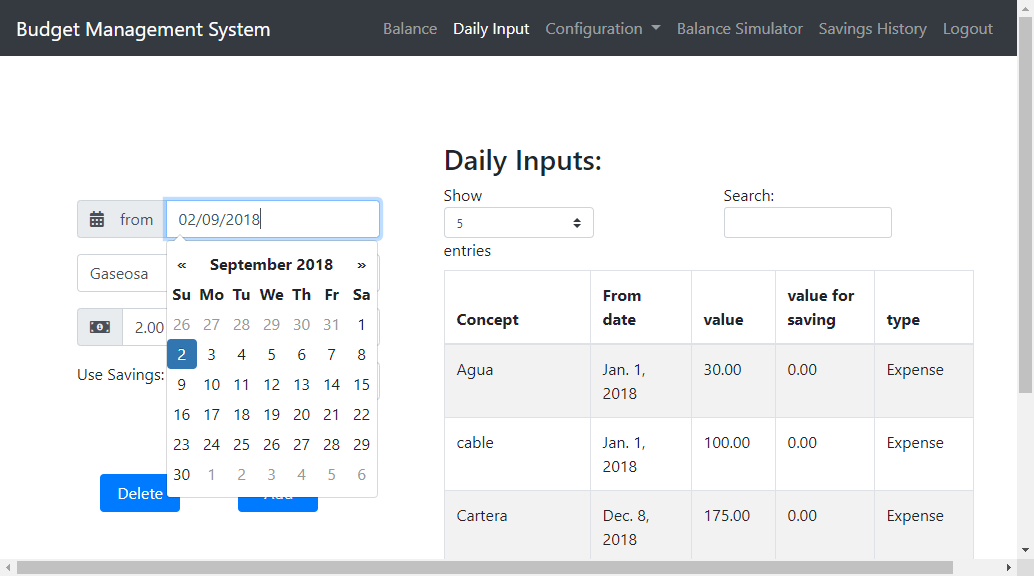 Budget Management System
Balance
Daily Input
Configuration
Balance Simulator
Savings History
Logout
Daily Inputs:
Show
5
entries
Search:
from
02/09/2018
Gaseosa
2.00
Use Savings:
« September 2018 »
Su Mo Tu We Th Fr Sa
26 27 28 29 30 31 1
2 3 4 5 6 7 8
9 10 11 12 13 14 15
16 17 18 19 20 21 22
23 24 25 26 27 28 29
30 1 2 3 4 5 6
Delete
Add
Concept
From
date
value
value for
saving
type
Agua
Jan. 1,
2018
30.00
0.00
Expense
cable
Jan. 1,
2018
100.00
0.00
Expense
Cartera
Dec. 8,
2018
175.00
0.00
Expense